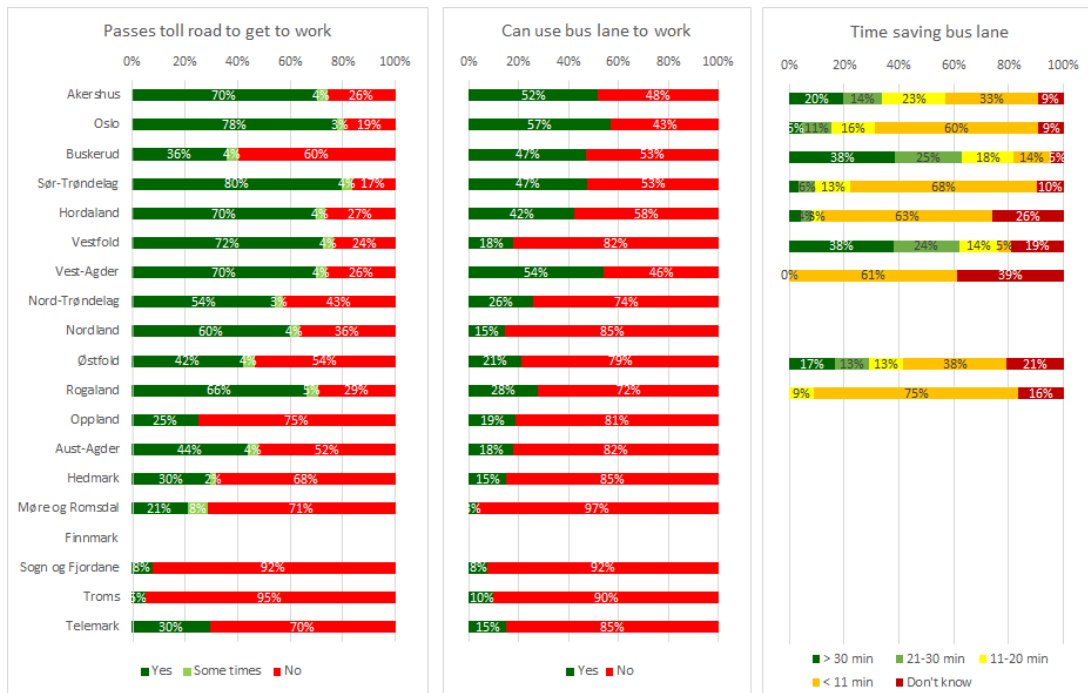 Passes toll road to get to work
0% 20% 40% 60% 80% 100%
Akershus 70% 4% 26%
Oslo 78% 3% 19%
Buskerud 36% 4% 60%
Sør-Trøndelag 80% 4% 17%
Hordaland 70% 4% 27%
Vestfold 72% 4% 24%
Vest-Agder 70% 4% 26%
Nord-Trøndelag 54% 3% 43%
Nordland 60% 4% 36%
Østfold 42% 4% 54%
Rogaland 66% 5% 29%
Oppland 25% 75%
Aust-Agder 44% 4% 52%
Hedmark 30% 2% 68%
Møre og Romsdal 21% 8% 71%
Finnmark
Sogn og Fjordane 8% 92%
Troms 5% 95%
Telemark 30% 70%
Yes Some times No
Can use bus lane to work
0% 20% 40% 60% 80% 100%
52% 48%
57% 43%
47% 53%
47% 53%
42% 58%
18% 82%
54% 46%
26% 74%
15% 85%
21% 79%
28% 72%
19% 81%
18% 82%
15% 85%
3% 97%
8% 92%
10% 90%
15% 85%
Yes No
Time saving bus lane
0% 20% 40% 60% 80% 100%
20% 14% 23% 33% 9%
5% 11% 16% 60% 9%
38% 25% 18% 14% 5%
6% 13% 68% 10%
4% 63% 26%
38% 24% 14% 5% 19%
0% 61% 39%
17% 13% 13% 38% 21%
9% 75% 16%
> 30 min 21-30 min 11-20 min
< 11 min Don't know